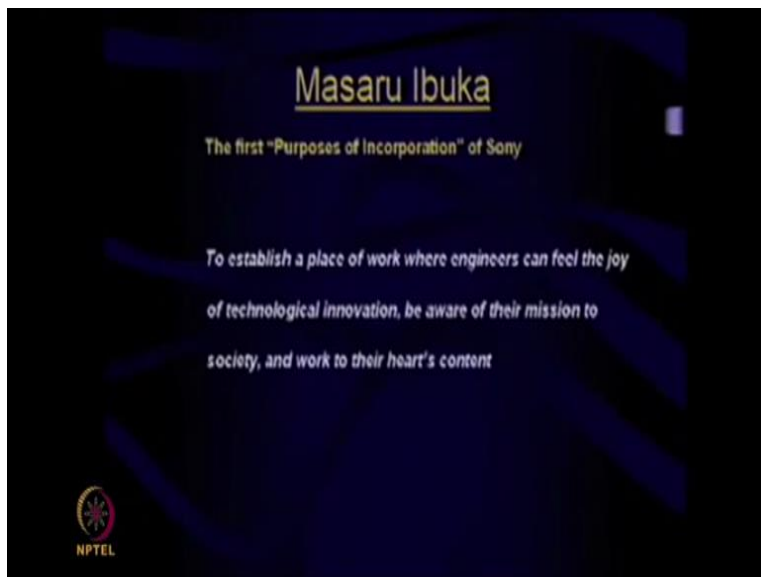 Masaru Ibuka
The first "Purposes of Incorporation" of Sony
To establish a place of work where engineers can feel the joy
of technological innovation, be aware of their mission to
society, and work to their heart's content
NPTEL